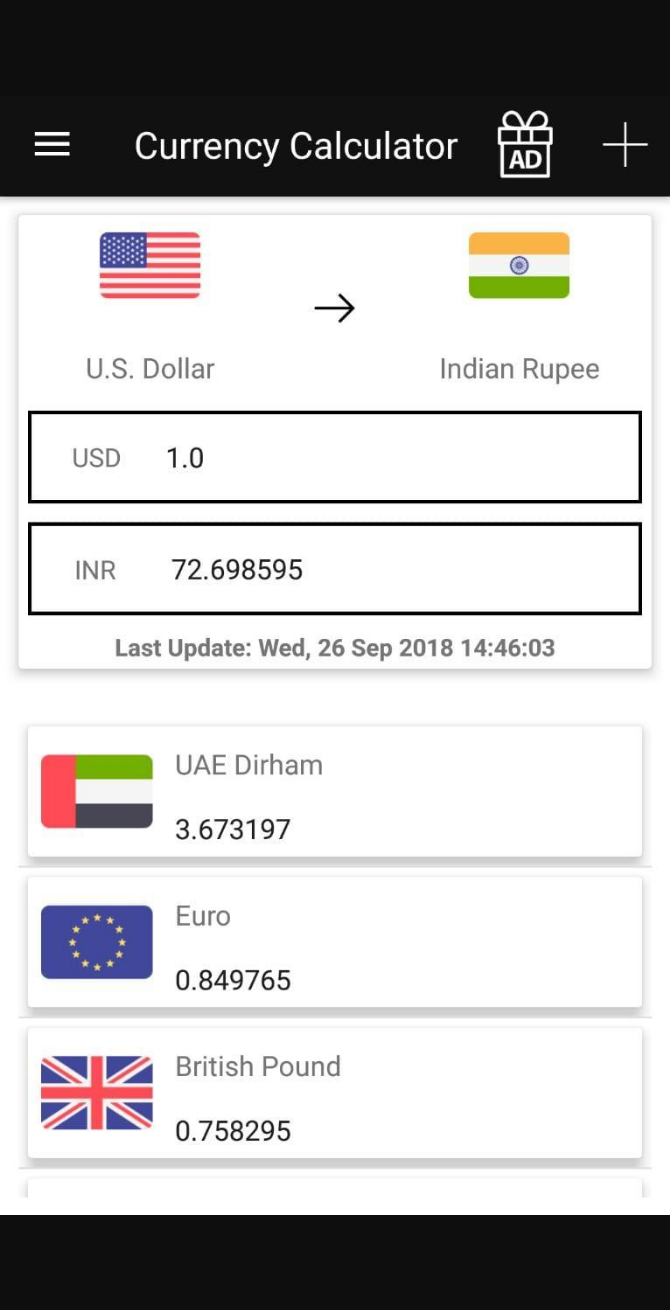 Currency Calculator
AD
U.S. Dollar
Indian Rupee
USD 1.0
INR 72.698595
Last Update: Wed, 26 Sep 2018 14:46:03
UAE Dirham
3.673197
Euro
0.849765
British Pound
0.758295